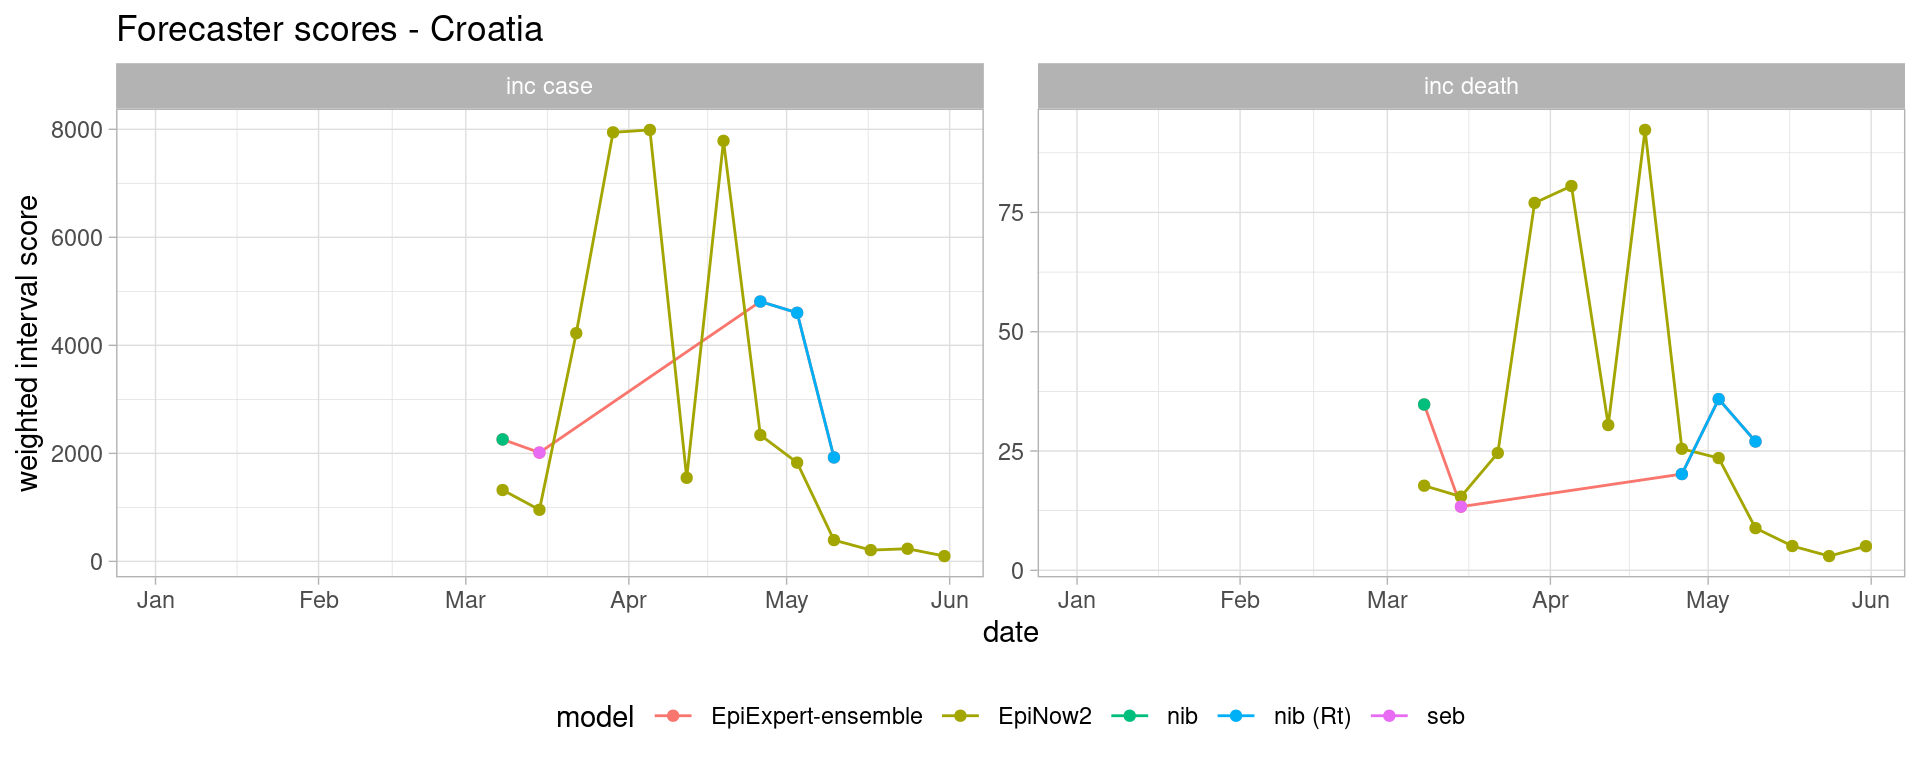 Forecaster scores - Croatia
inc case
inc death
weighted interval score
8000
6000
4000
2000
0
75
50
25
0
Jan Feb Mar Apr May Jun
Jan Feb Mar Apr May Jun
date
model EpiExpert-ensemble EpiNow2 nib nib (Rt) seb